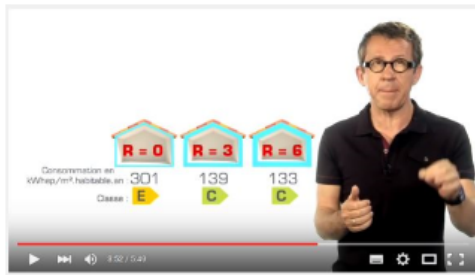 R = 0 R = 3 R = 6
Consommation en
kWhep/m².habitable.an 301 139 133
Classe : E C C
3:52 / 5:49